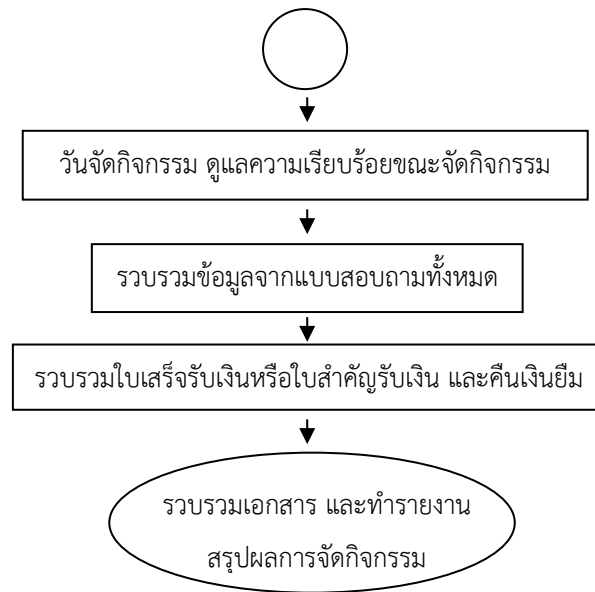 วันจัดกิจกรรม ดูแลความเรียบร้อยขณะจัดกิจกรรม
รวบรวมข้อมูลจากแบบสอบถามทั้งหมด
รวบรวมใบเสร็จรับเงินหรือใบสำคัญรับเงิน และคืนเงินยืม
รวบรวมเอกสาร และทำรายงาน
สรุปผลการจัดกิจกรรม